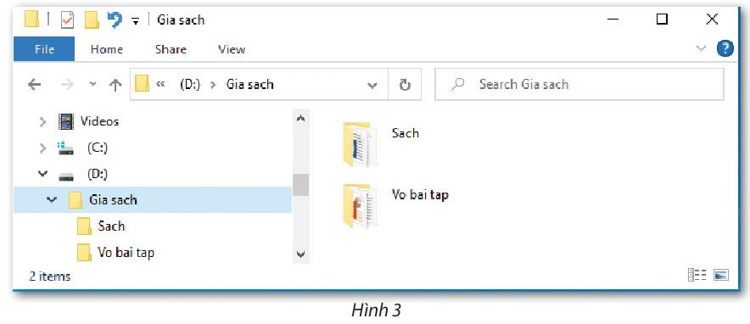 Gia sach
File Home Share View
« (D:) > Gia sach
Search Gia sach
Videos
(C:)
(D:)
Gia sach
Sach
Vo bai tap
Sach
Vo bai tap
2 items
Hình 3